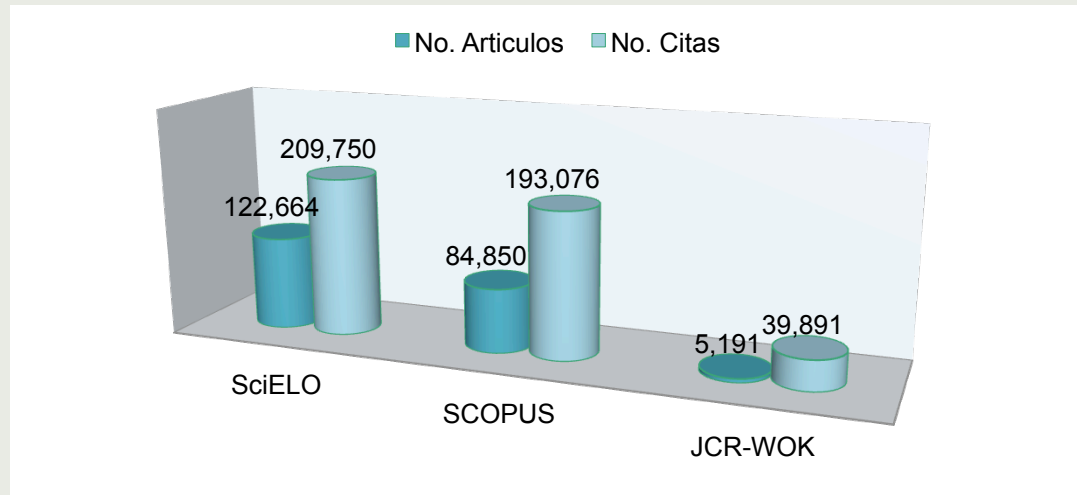 No. Articulos No. Citas
209,750
193,076
122,664
84,850
39,891
5,191
SciELO
SCOPUS
JCR-WOK